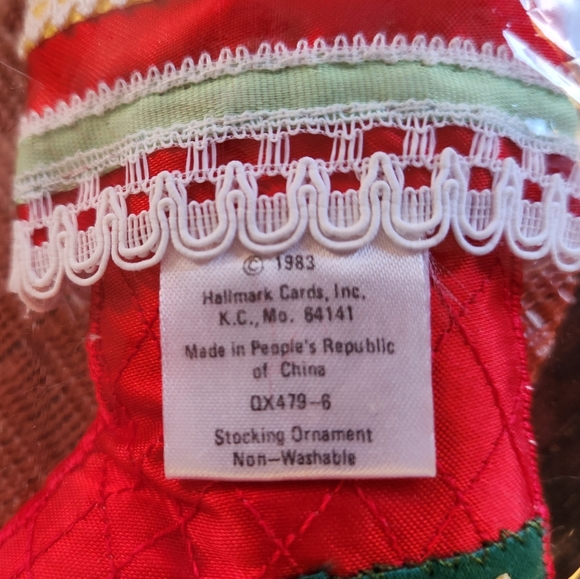 © 1983
Hallmark Cards, Inc.
K.C., Mo. 64141
Made in People's Republic
of China
QX479-6
Stocking Ornament
Non-Washable